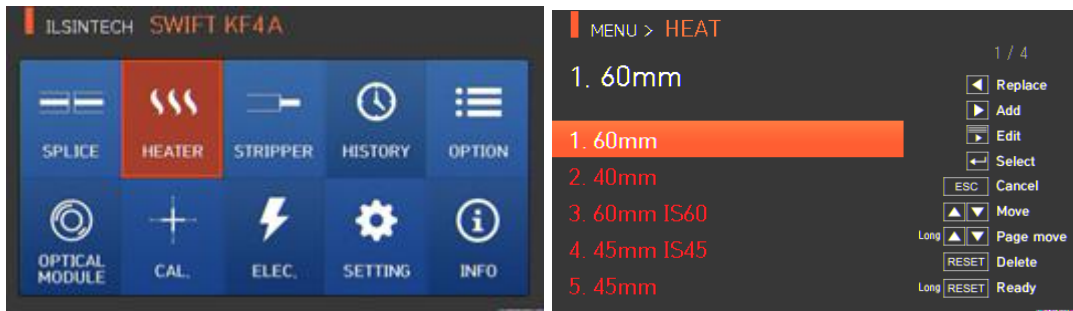 ILSINTECH SWIFT KF4A
SPLICE HEATER STRIPPER HISTORY OPTION
OPTICAL MODULE CAL. ELEC. SETTING INFO
MENU > HEAT
1 / 4
1. 60mm
1. 60mm
2. 40mm
3. 60mm IS60
4. 45mm IS45
5. 45mm
Replace
Add
Edit
Select
ESC Cancel
Move
Long Page move
RESET Delete
Long RESET Ready